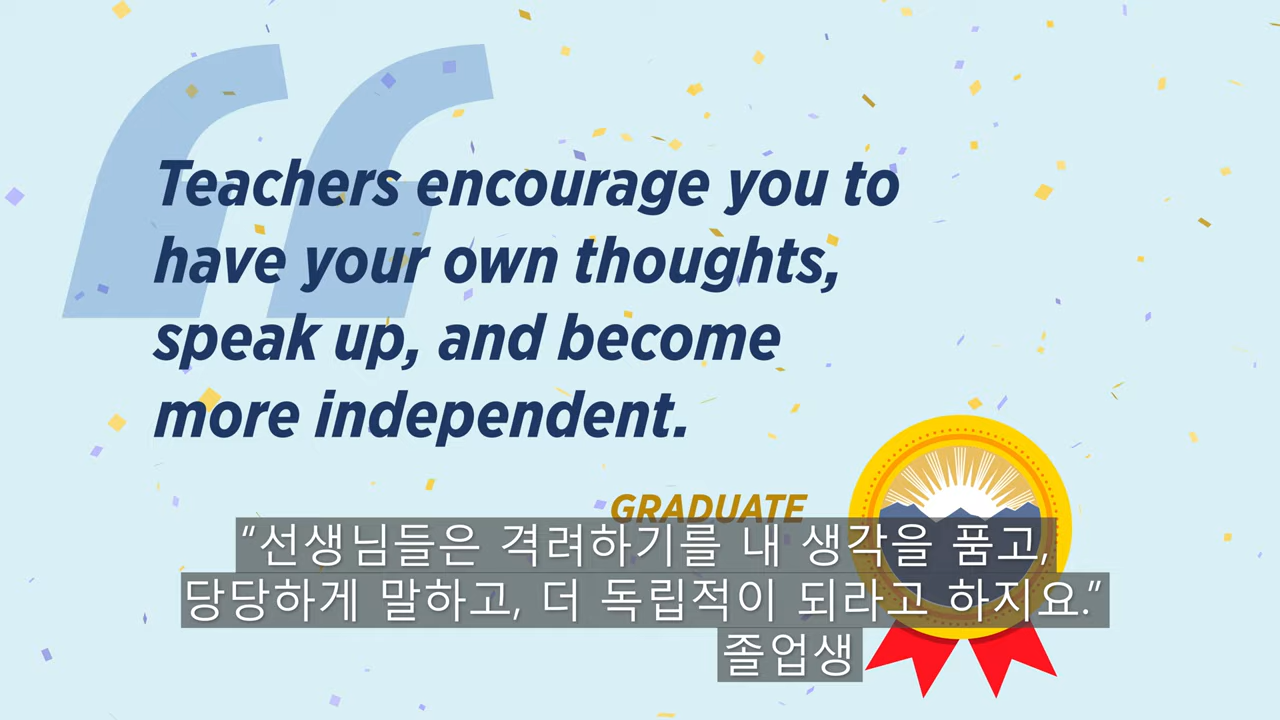 Teachers encourage you to
have your own thoughts,
speak up, and become
more independent.
GRADUATE
“선생님들은 격려하기를 내 생각을 품고,
당당하게 말하고, 더 독립적이 되라고 하지요.”
졸업생